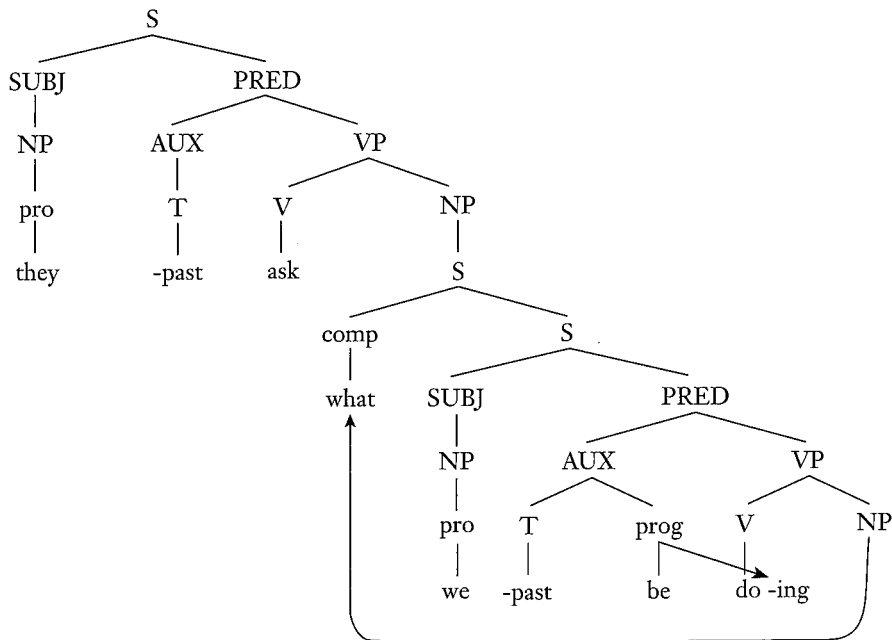 S
SUBJ PRED
NP AUX VP
pro T V NP
they -past ask S
comp S
what SUBJ PRED
NP AUX VP
pro T prog V NP
we -past be do -ing